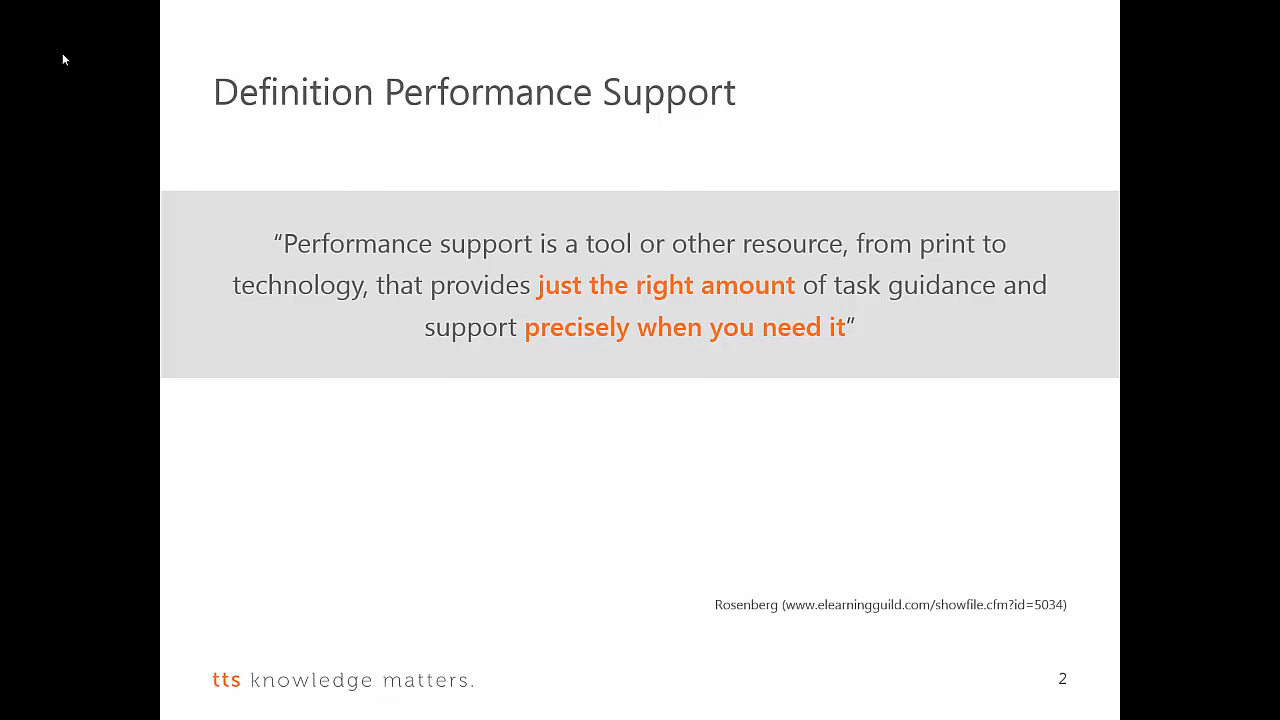 Definition Performance Support
“Performance support is a tool or other resource, from print to
technology, that provides just the right amount of task guidance and
support precisely when you need it”
Rosenberg (www.elearningguild.com/showfile.cfm?id=5034)
tts knowledge matters.
2